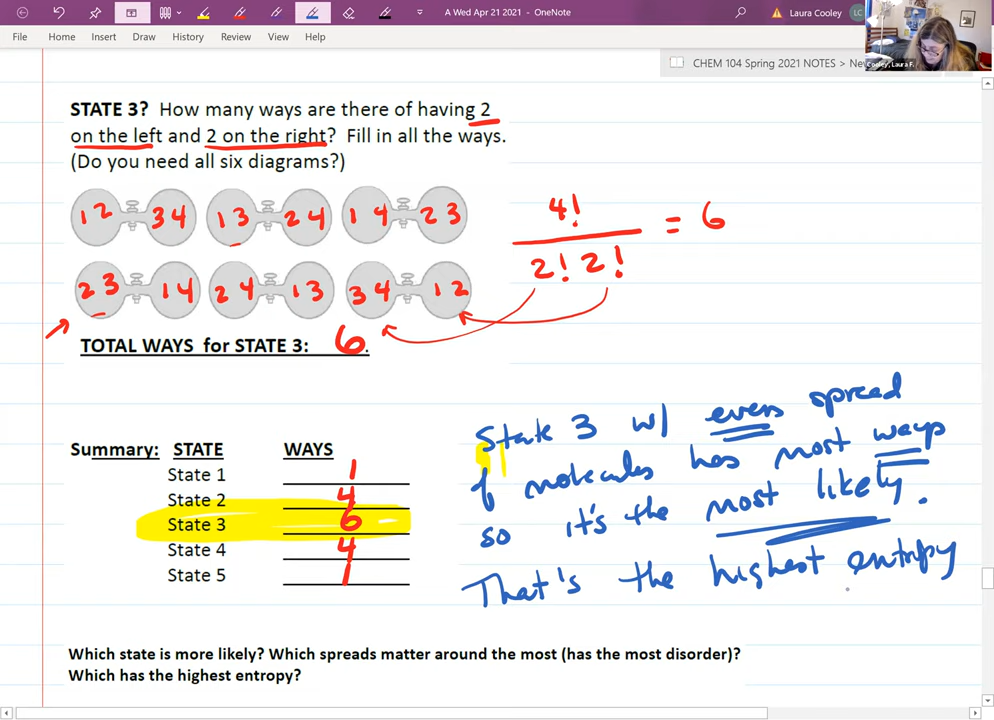 A Wed Apr 21 2021 - OneNote
Laura Cooley
LC
Cooley, Laura F.
File Home Insert Draw History Review View Help
CHEM 104 Spring 2021 NOTES > Nev
STATE 3? How many ways are there of having 2
on the left and 2 on the right? Fill in all the ways.
(Do you need all six diagrams?)
12 34 13 24 14 23
4!
2! 2!
= 6
23 14 24 13 34 12
TOTAL WAYS for STATE 3: 6.
Summary: STATE WAYS
State 1 1
State 2 4
State 3 6
State 4 4
State 5 1
State 3 w/ even spread
of molecules has most ways
so it's the most likely.
That's the highest entropy
Which state is more likely? Which spreads matter around the most (has the most disorder)?
Which has the highest entropy?